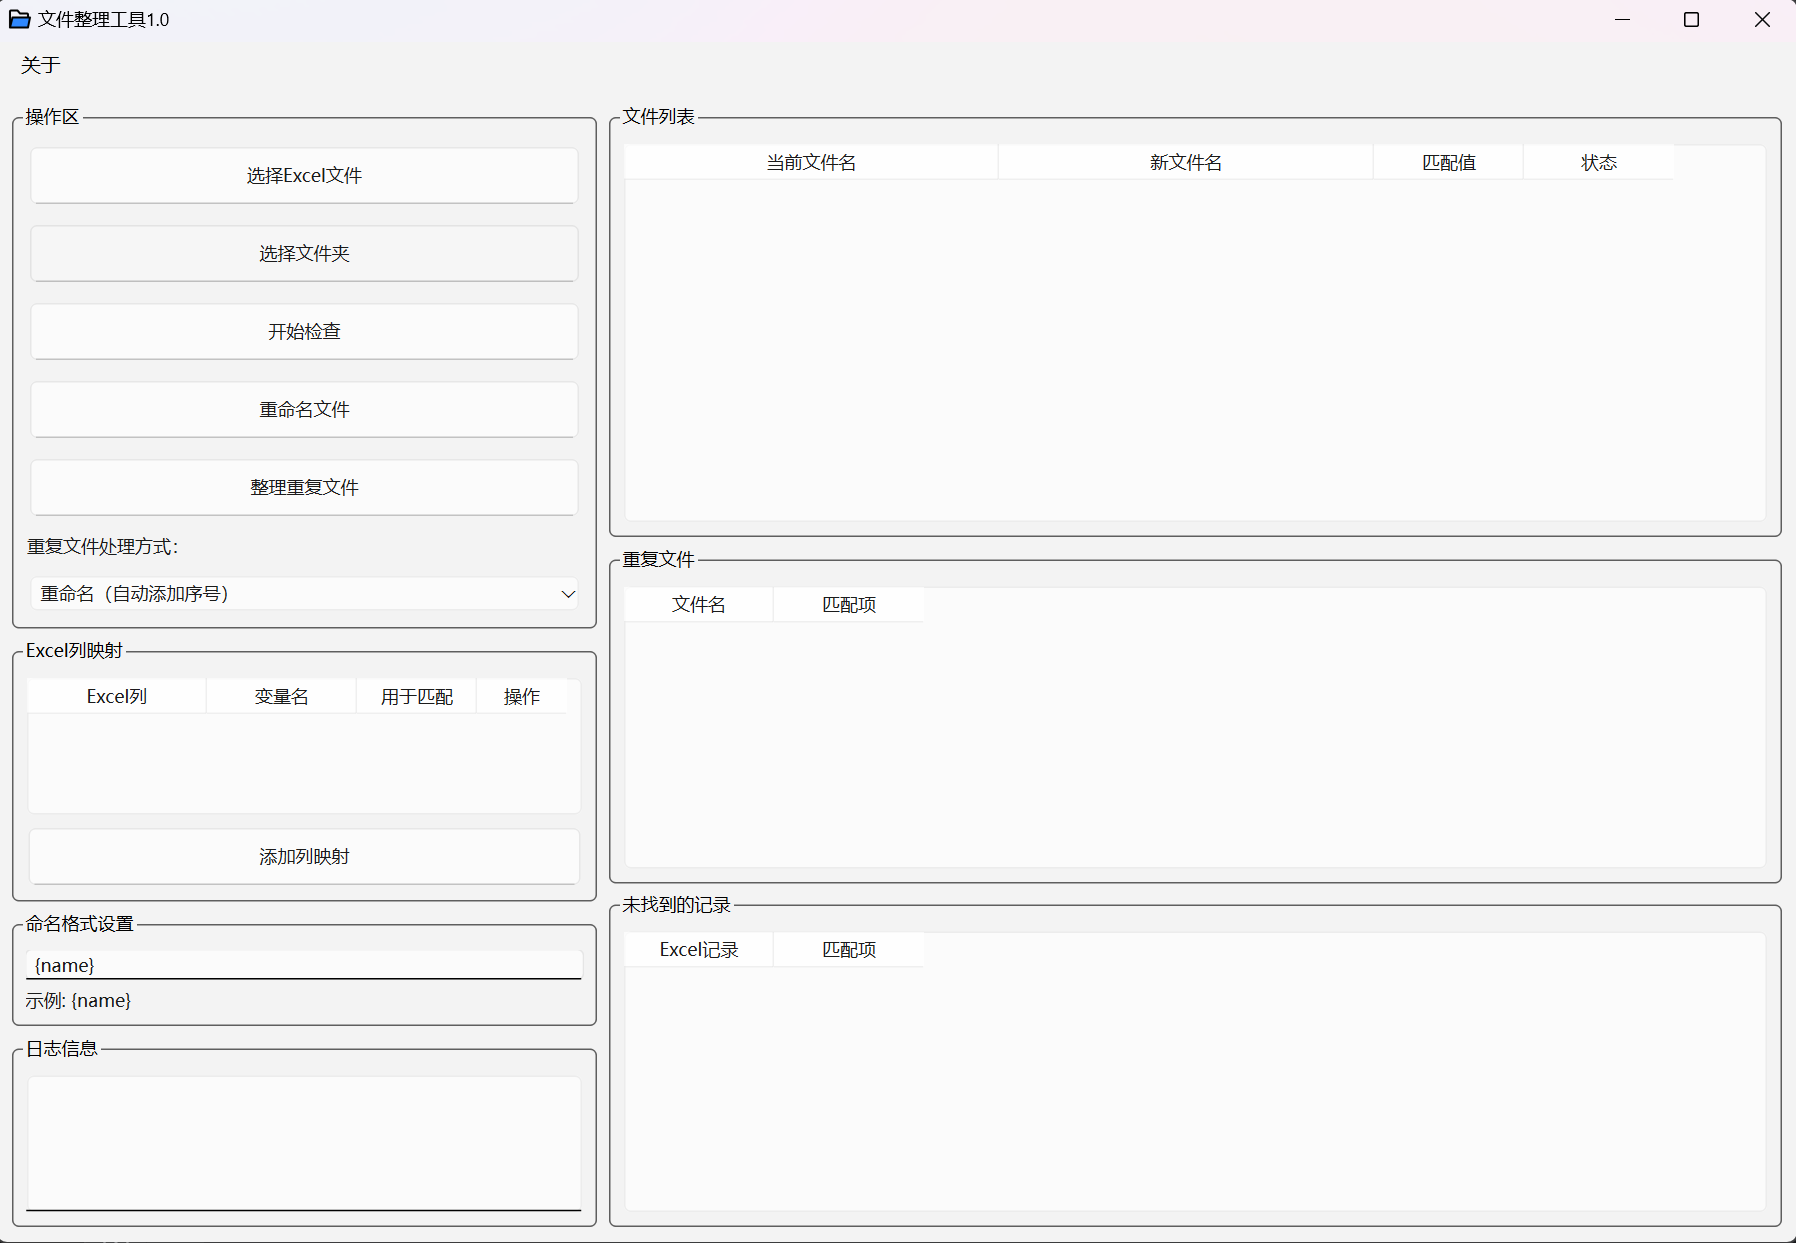 文件整理工具1.0
关于
操作区
选择Excel文件
选择文件夹
开始检查
重命名文件
整理重复文件
重复文件处理方式：
重命名（自动添加序号）
Excel列映射
Excel列 变量名 用于匹配 操作
添加列映射
命名格式设置
{name}
示例: {name}
日志信息
文件列表
当前文件名 新文件名 匹配值 状态
重复文件
文件名 匹配项
未找到的记录
Excel记录 匹配项